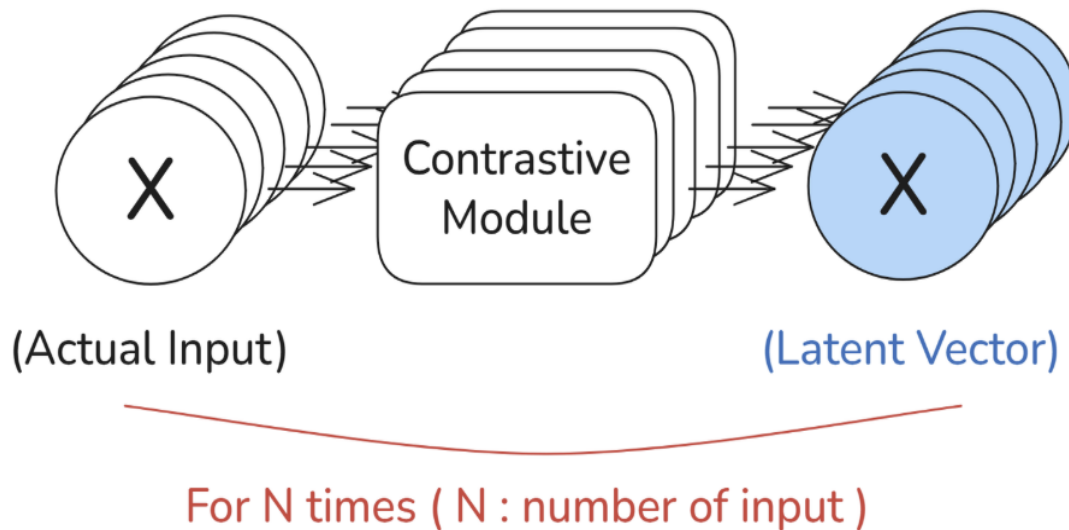 X
Contrastive
Module
X
(Actual Input)
(Latent Vector)
For N times ( N : number of input )